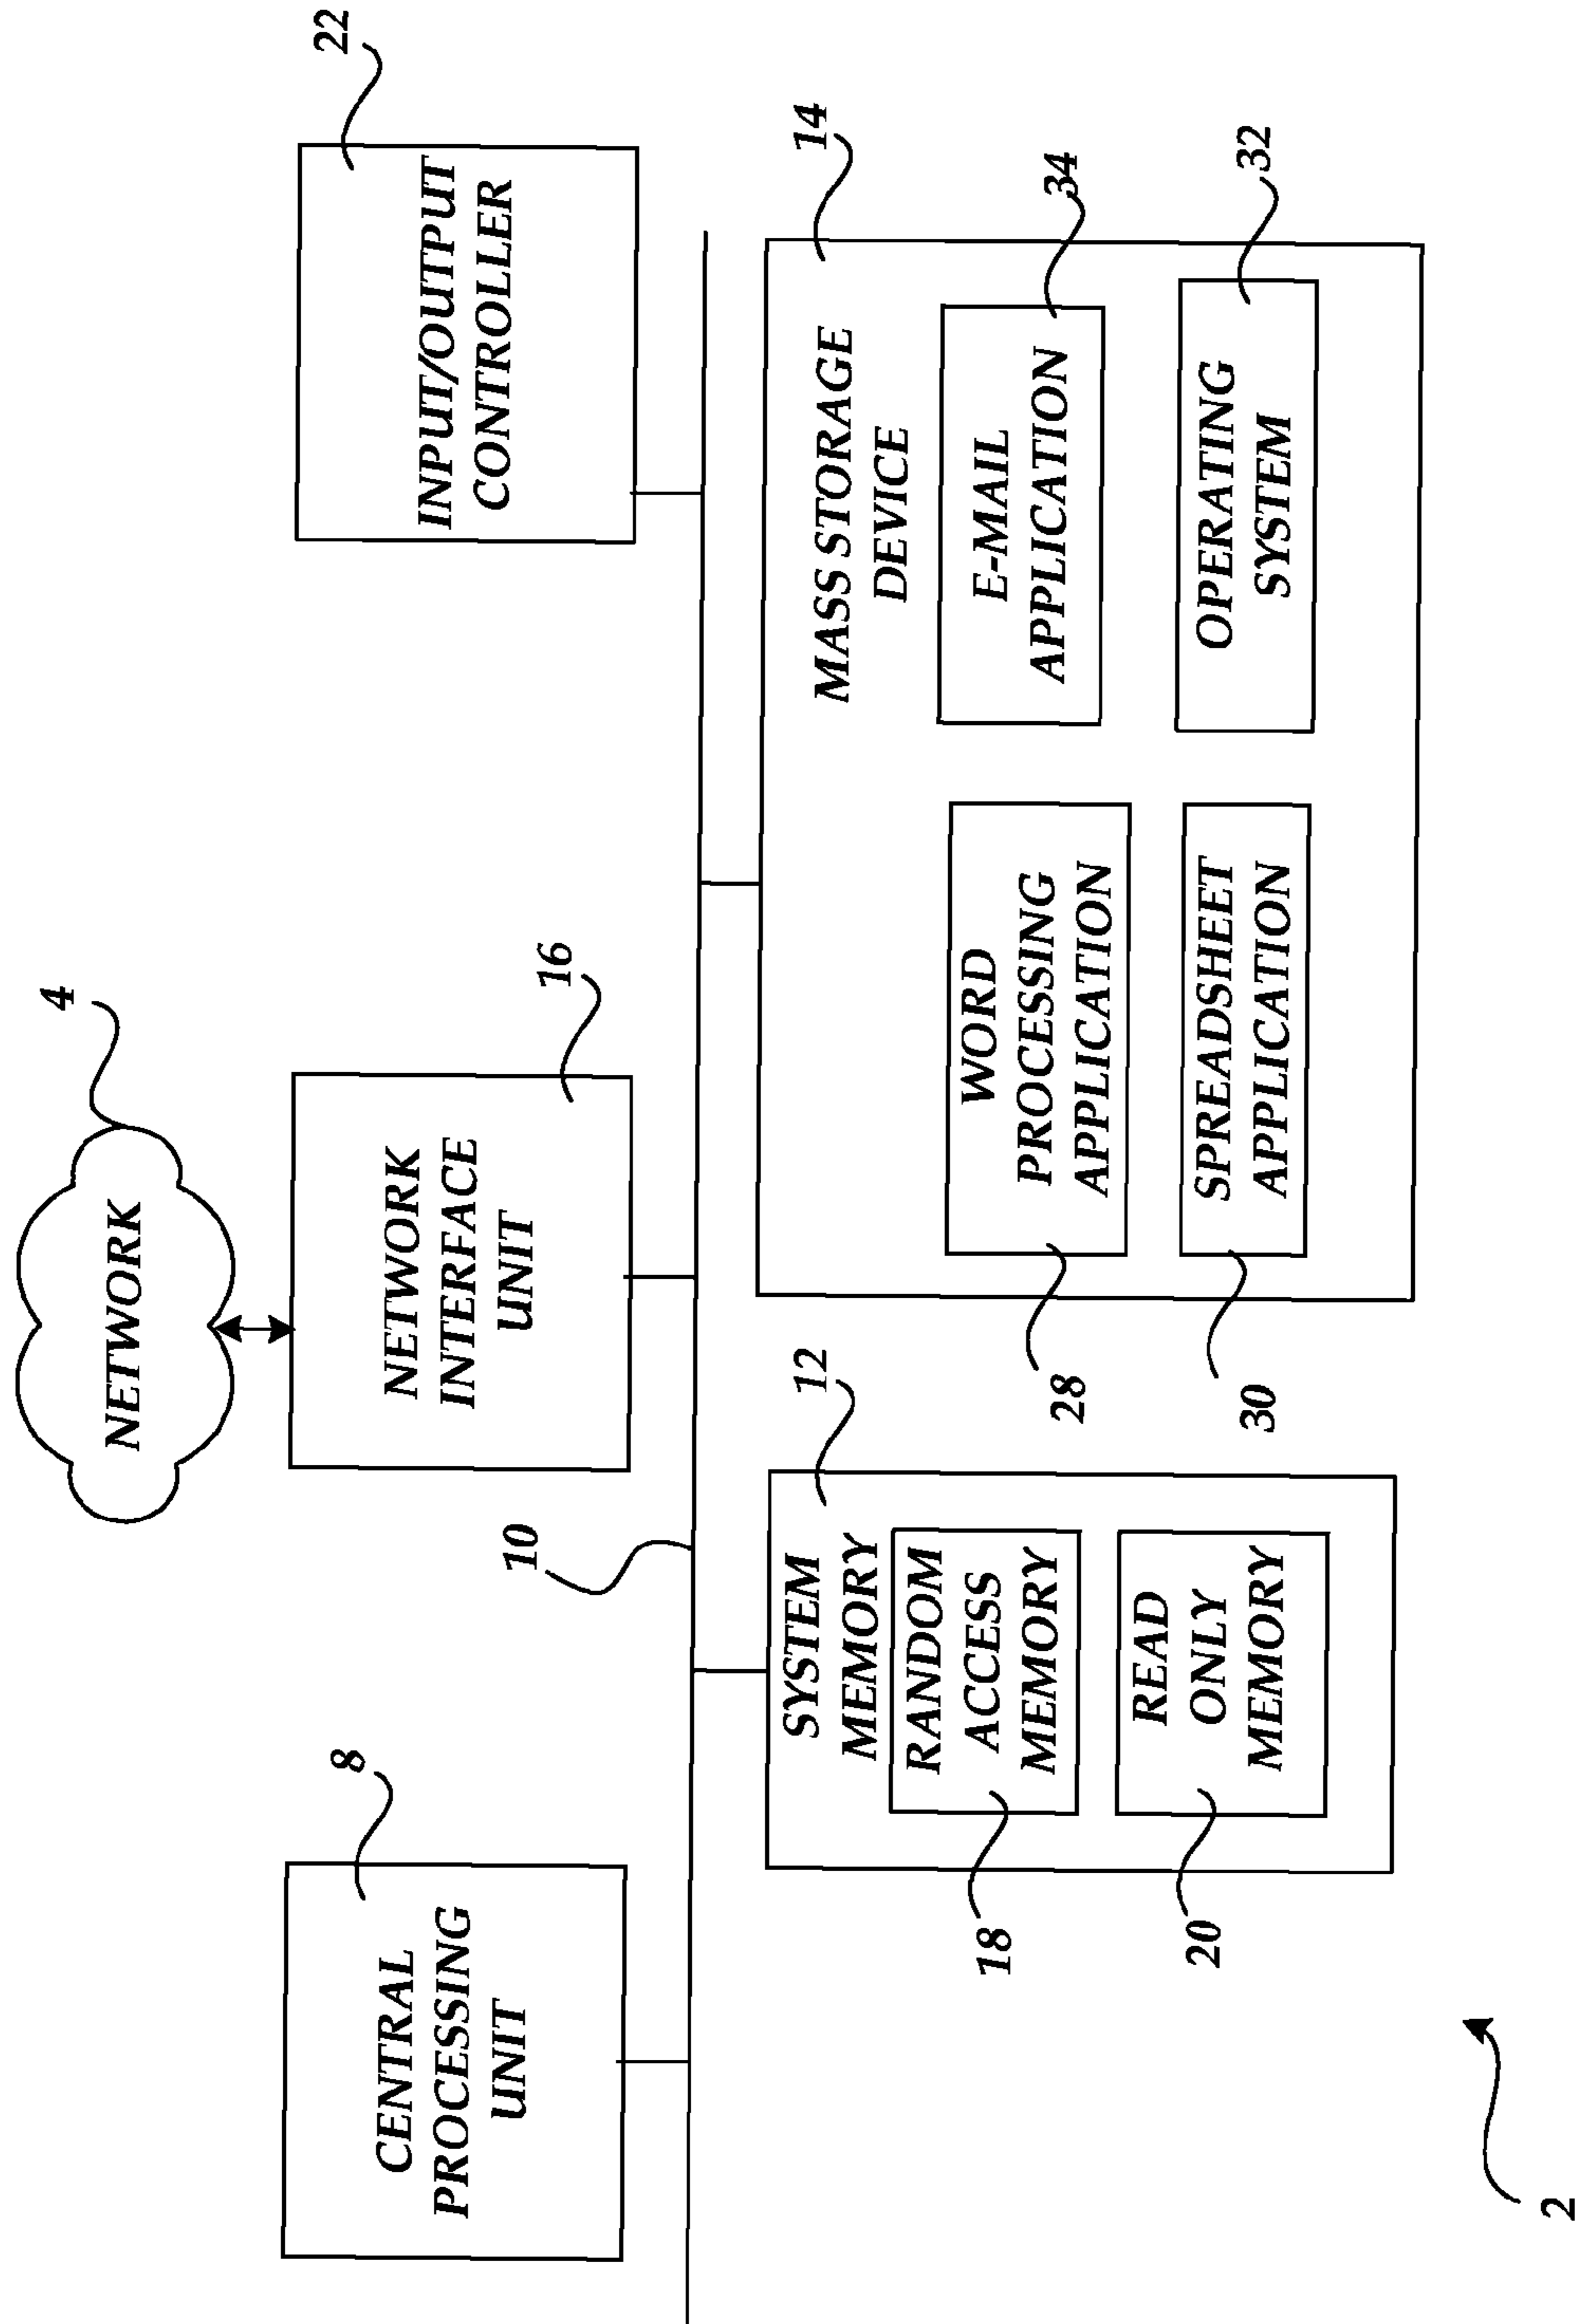 4
NETWORK
8
CENTRAL
PROCESSING
UNIT
16
NETWORK
INTERFACE
UNIT
22
INPUT/OUTPUT
CONTROLLER
10
12
SYSTEM
MEMORY
RANDOM
ACCESS
MEMORY
18
READ
ONLY
MEMORY
20
14
MASS STORAGE
DEVICE
WORD
PROCESSING
APPLICATION
28
E-MAIL
APPLICATION
34
SPREADSHEET
APPLICATION
30
OPERATING
SYSTEM
32
2